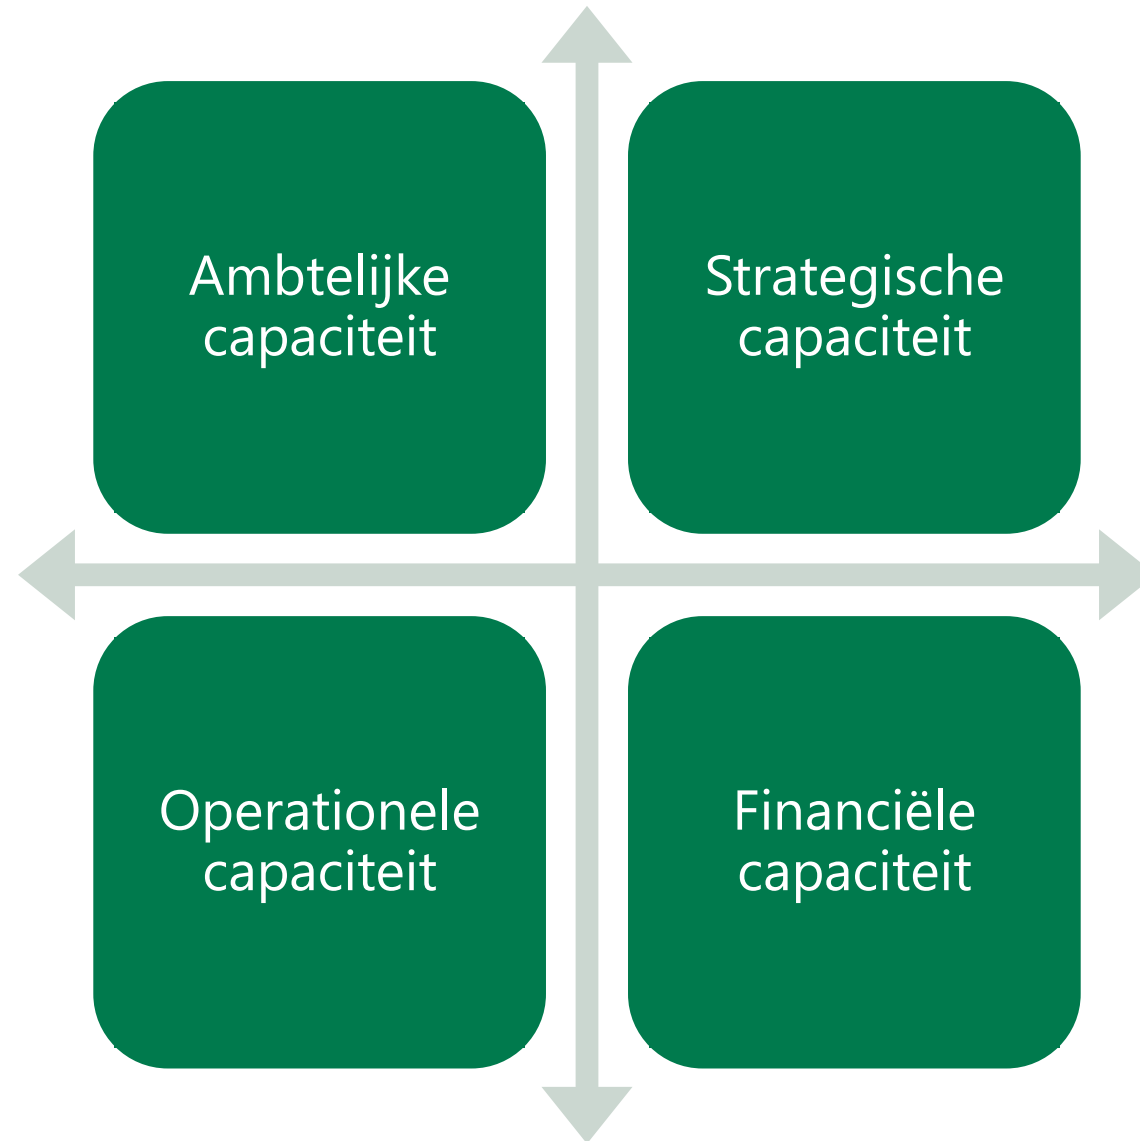 Ambtelijke
capaciteit
Strategische
capaciteit
Operationele
capaciteit
Financiële
capaciteit